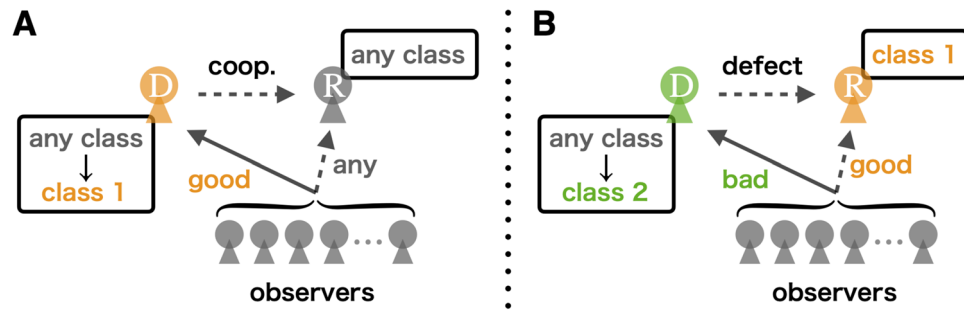 A
any class
coop.
D
R
any class
↓
class 1
good
any
...
observers
B
class 1
defect
D
R
any class
↓
class 2
bad
good
...
observers